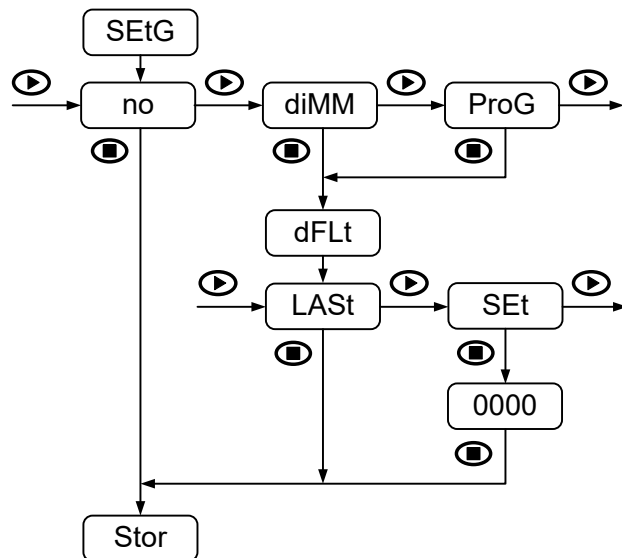 SEtG
no
diMM
ProG
dFLt
LASt
SEt
0000
Stor